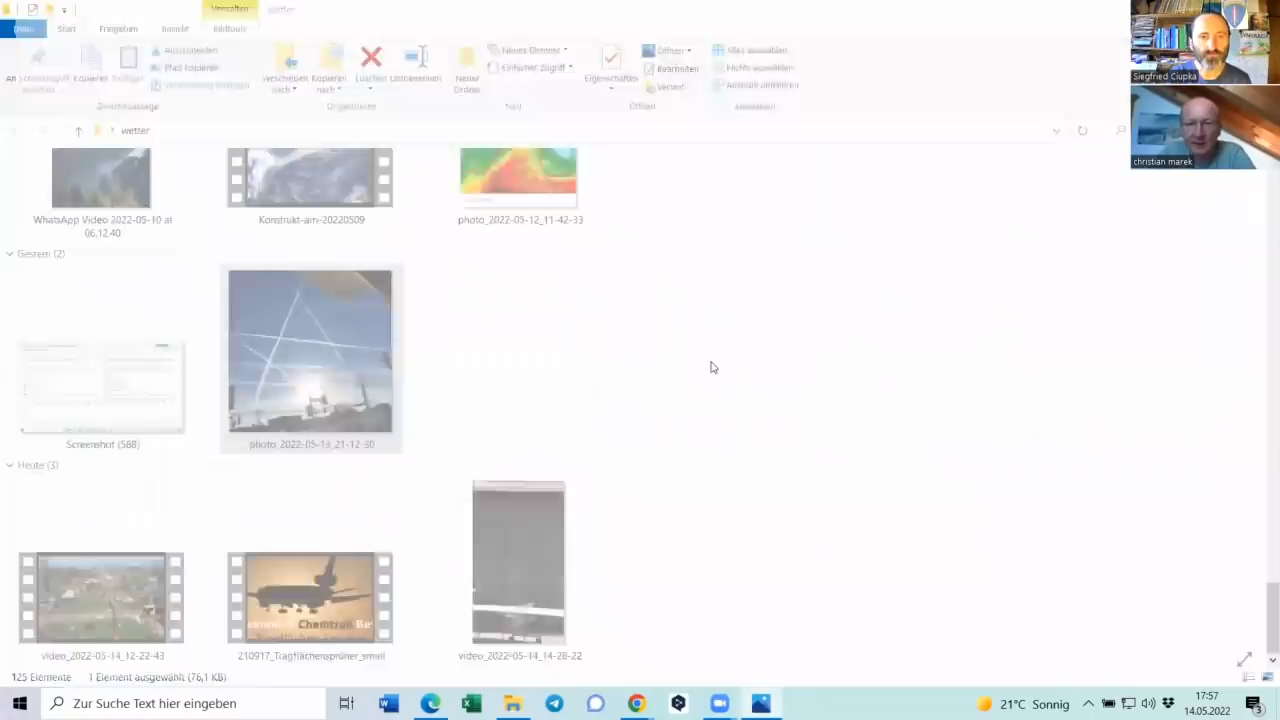 Verwalten
wetter
Datei
Start
Freigeben
Ansicht
Bildtools
Kopieren
Einfügen
Ausschneiden
Pfad kopieren
Verschieben
nach
Kopieren
nach
Löschen
Umbenennen
Neuer
Ordner
Neues Element
Einfacher Zugriff
Eigenschaften
Öffnen
Bearbeiten
Verlauf
Alles auswählen
Nichts auswählen
Auswahl umkehren
Zwischenablage
Organisieren
Neu
Öffnen
wetter
Siegfried Ciupka
christian marek
WhatsApp Video 2022-05-10 at
06.12.40
Konstrukt-am-20220509
photo_2022-05-12_11-42-33
Gestern (2)
Screenshot (588)
photo_2022-05-13_21-12-30
Heute (3)
Chemtron
video_2022-05-14_12-22-43
210917_Tragflächensprüher_small
video_2022-05-14_14-28-22
125 Elemente
1 Element ausgewählt (76,1 KB)
Zur Suche Text hier eingeben
21°C Sonnig
17:57
14.05.2022
3